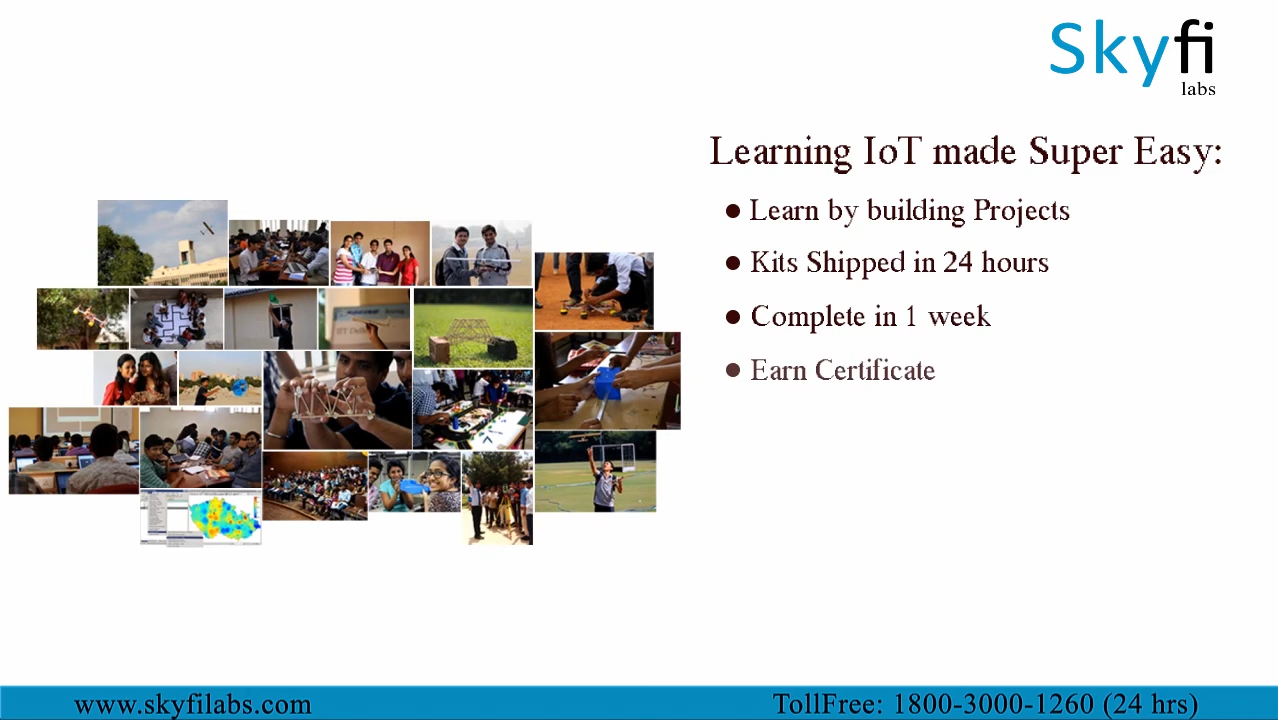 Skyfi
labs
Learning IoT made Super Easy:
● Learn by building Projects
● Kits Shipped in 24 hours
● Complete in 1 week
● Earn Certificate
www.skyfilabs.com
TollFree: 1800-3000-1260 (24 hrs)